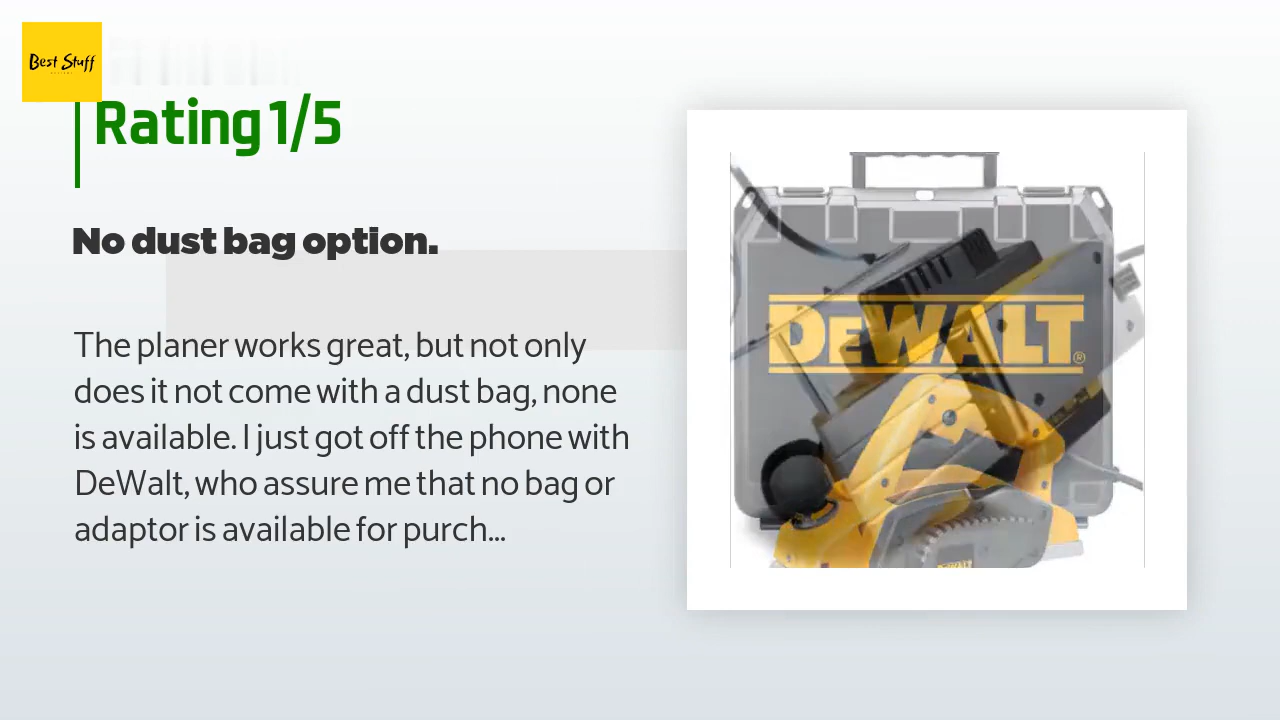 Best Stuff
Rating 1/5
No dust bag option.
The planer works great, but not only
does it not come with a dust bag, none
is available. I just got off the phone with
DeWalt, who assure me that no bag or
adaptor is available for purch...
DEWALT®